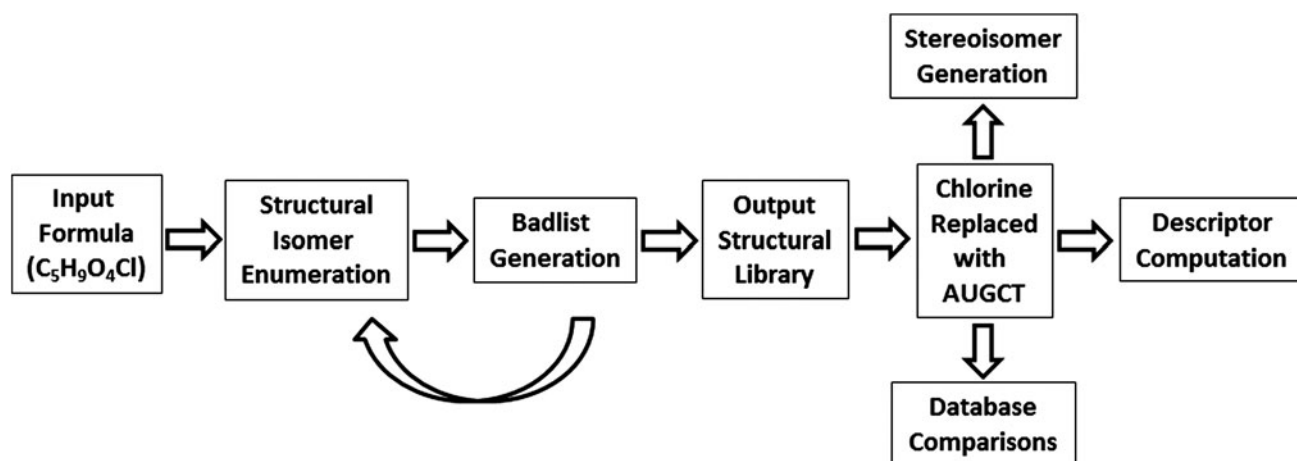 Input
Formula
(C₅H₉O₄Cl)
Structural
Isomer
Enumeration
Badlist
Generation
Output
Structural
Library
Chlorine
Replaced
with
AUGCT
Stereoisomer
Generation
Descriptor
Computation
Database
Comparisons